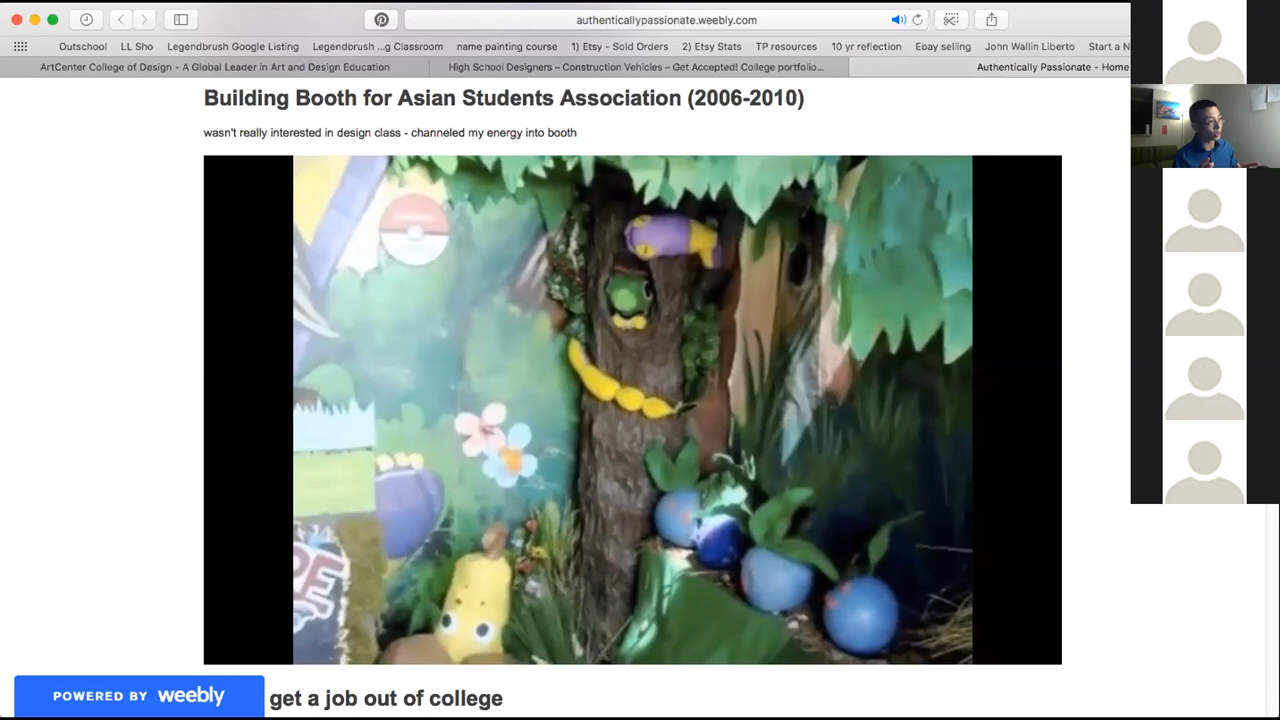 authenticallypassionate.weebly.com
Outschool LL Sho Legendbrush Google Listing Legendbrush ...g Classroom name painting course 1) Etsy - Sold Orders 2) Etsy Stats TP resources 10 yr reflection Ebay selling John Wallin Liberto Start a N
ArtCenter College of Design - A Global Leader in Art and Design Education High School Designers – Construction Vehicles – Get Accepted! College portfolio... Authentically Passionate - Home
Building Booth for Asian Students Association (2006-2010)
wasn't really interested in design class - channeled my energy into booth
POWERED BY weebly
get a job out of college